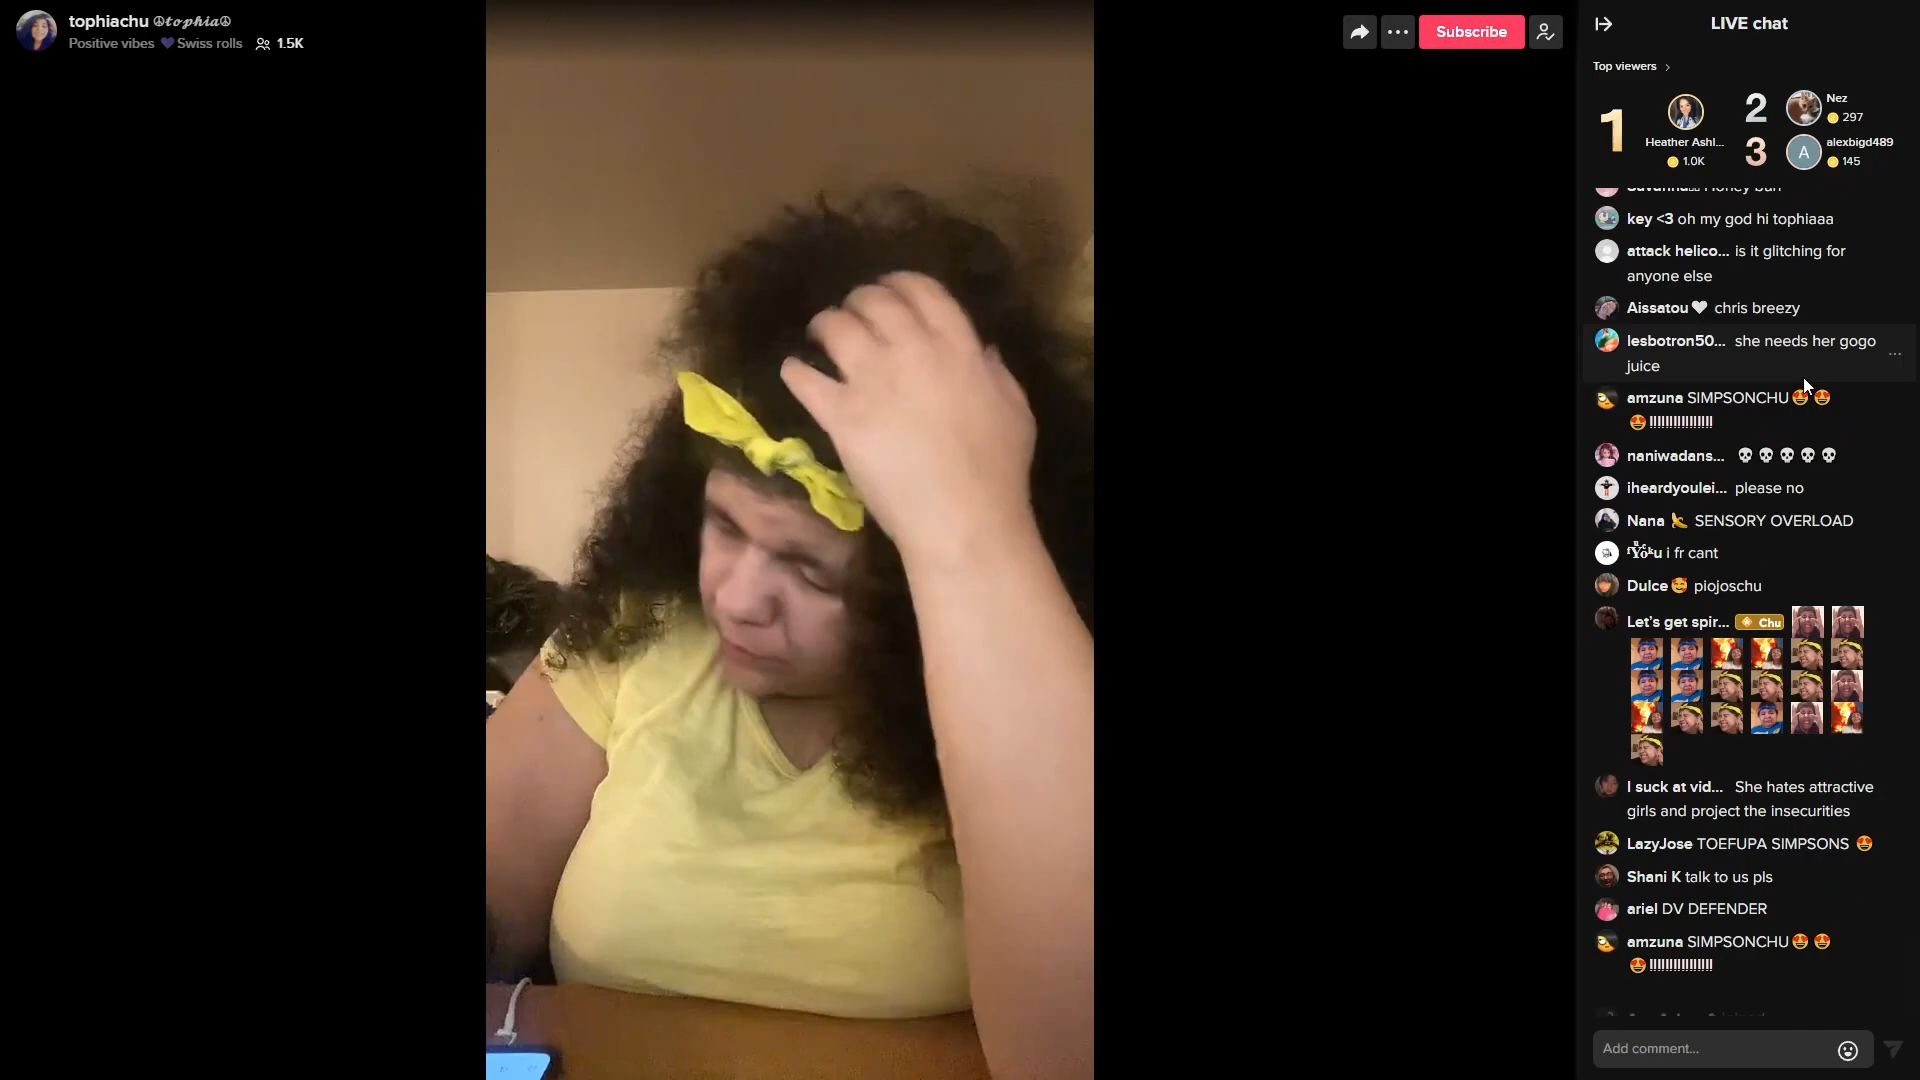 tophiachu ☮𝓽𝓸𝓹𝓱𝓲𝓪☮
Positive vibes 💜 Swiss rolls 1.5K
Subscribe
LIVE chat
Top viewers >
1
Heather Ashl...
1.0K
2
Nez
297
3
A
alexbigd489
145
key <3 oh my god hi tophiaaa
attack helico... is it glitching for
anyone else
Aissatou🤍 chris breezy
lesbotron50... she needs her gogo
juice
amzuna SIMPSONCHU😍😍
😍!!!!!!!!!!!!!!!!
naniwadans... 💀💀💀💀💀
iheardyoulei... please no
Nana 🍌 SENSORY OVERLOAD
i fr cant
Dulce🥰 piojoschu
Let's get spir... Chu
I suck at vid... She hates attractive
girls and project the insecurities
LazyJose TOEFUPA SIMPSONS 😍
Shani K talk to us pls
ariel DV DEFENDER
amzuna SIMPSONCHU😍😍
😍!!!!!!!!!!!!!!!!
Add comment...